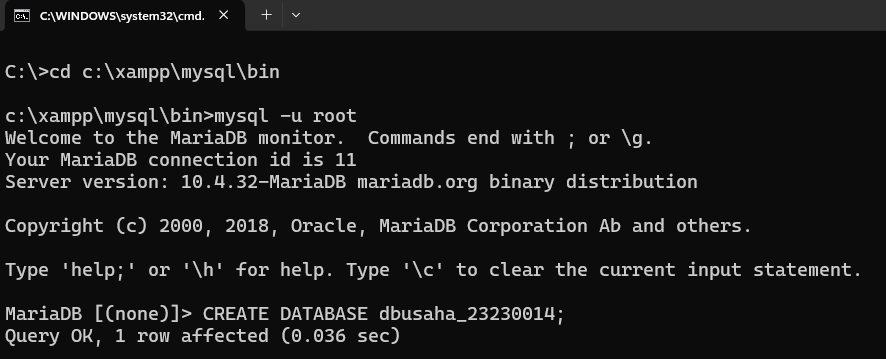 C:\WINDOWS\system32\cmd.
C:\>cd c:\xampp\mysql\bin
c:\xampp\mysql\bin>mysql -u root
Welcome to the MariaDB monitor.  Commands end with ; or \g.
Your MariaDB connection id is 11
Server version: 10.4.32-MariaDB mariadb.org binary distribution
Copyright (c) 2000, 2018, Oracle, MariaDB Corporation Ab and others.
Type 'help;' or '\h' for help. Type '\c' to clear the current input statement.
MariaDB [(none)]> CREATE DATABASE dbusaha_23230014;
Query OK, 1 row affected (0.036 sec)